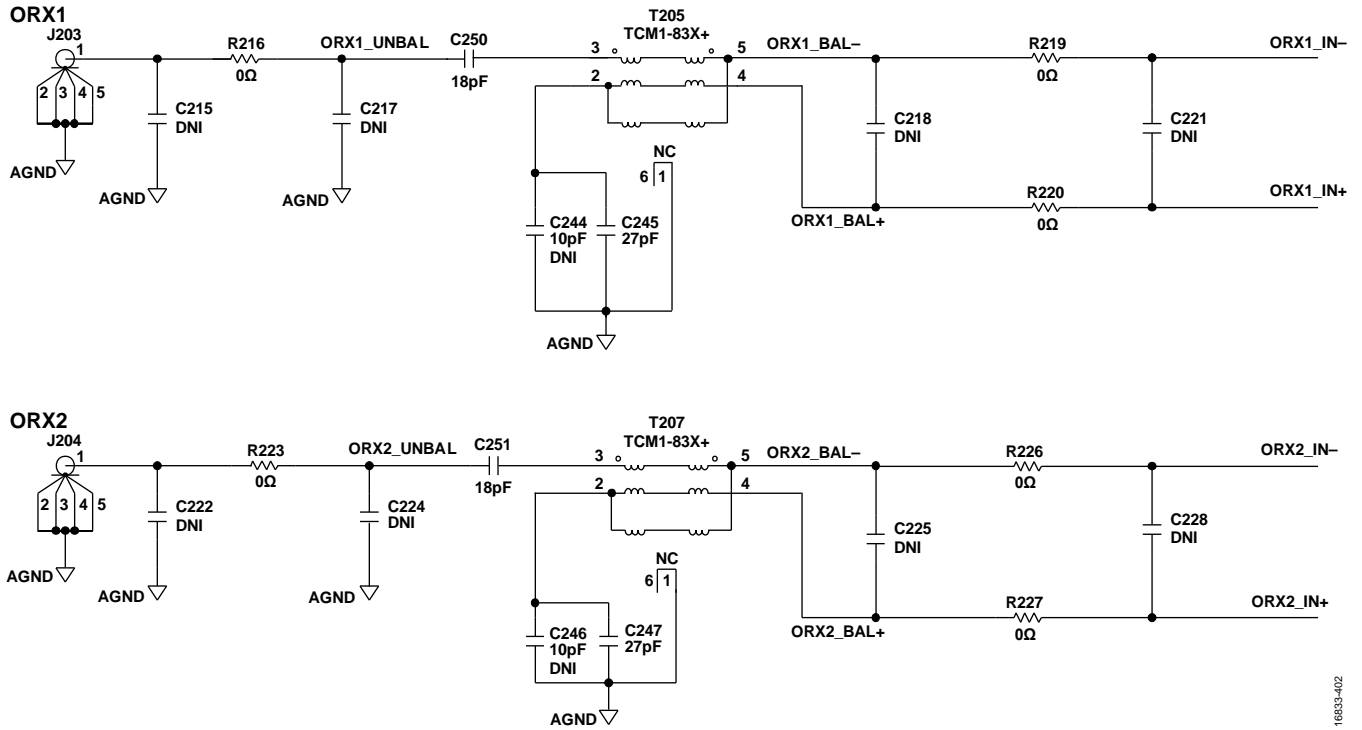 ORX1
J203
1
2 3 4 5
AGND
C215
DNI
AGND
R216
0Ω
ORX1_UNBAL
C217
DNI
AGND
C250
18pF
T205
TCM1-83X+
3
5
2
4
NC
6 1
C244
10pF
DNI
C245
27pF
AGND
ORX1_BAL–
ORX1_BAL+
C218
DNI
R219
0Ω
R220
0Ω
C221
DNI
ORX1_IN–
ORX1_IN+
ORX2
J204
1
2 3 4 5
AGND
C222
DNI
AGND
R223
0Ω
ORX2_UNBAL
C224
DNI
AGND
C251
18pF
T207
TCM1-83X+
3
5
2
4
NC
6 1
C246
10pF
DNI
C247
27pF
AGND
ORX2_BAL–
ORX2_BAL+
C225
DNI
R226
0Ω
R227
0Ω
C228
DNI
ORX2_IN–
ORX2_IN+
16833-402